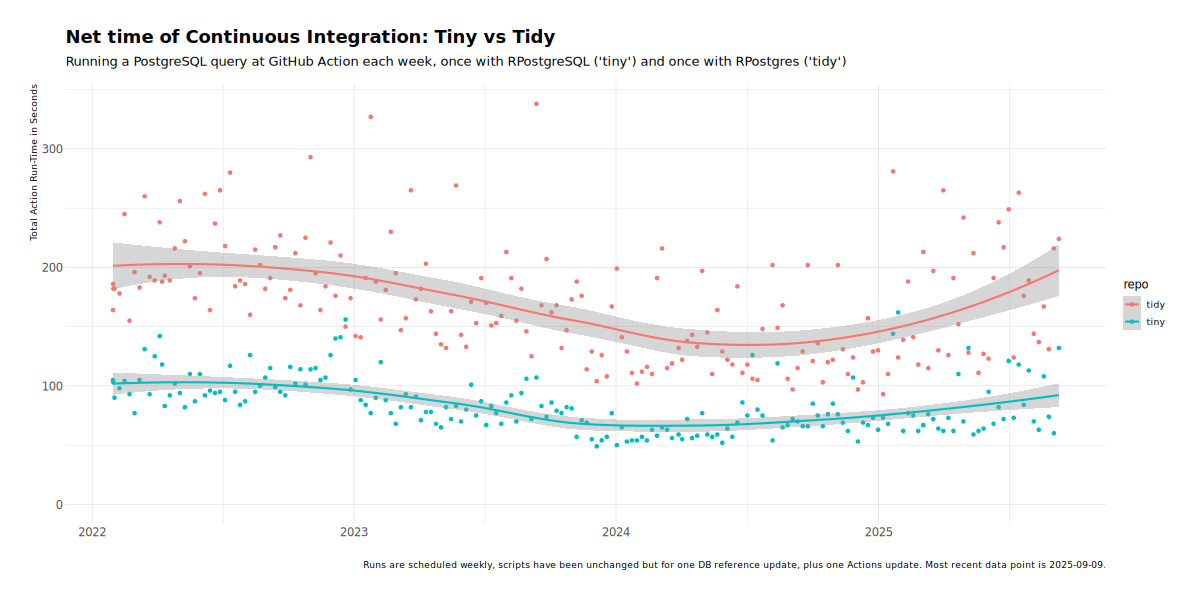 Net time of Continuous Integration: Tiny vs Tidy
Running a PostgreSQL query at GitHub Action each week, once with RPostgreSQL ('tiny') and once with RPostgres ('tidy')
Total Action Run-Time in Seconds
300
200
100
0
2022
2023
2024
2025
repo
tidy
tiny
Runs are scheduled weekly, scripts have been unchanged but for one DB reference update, plus one Actions update. Most recent data point is 2025-09-09.